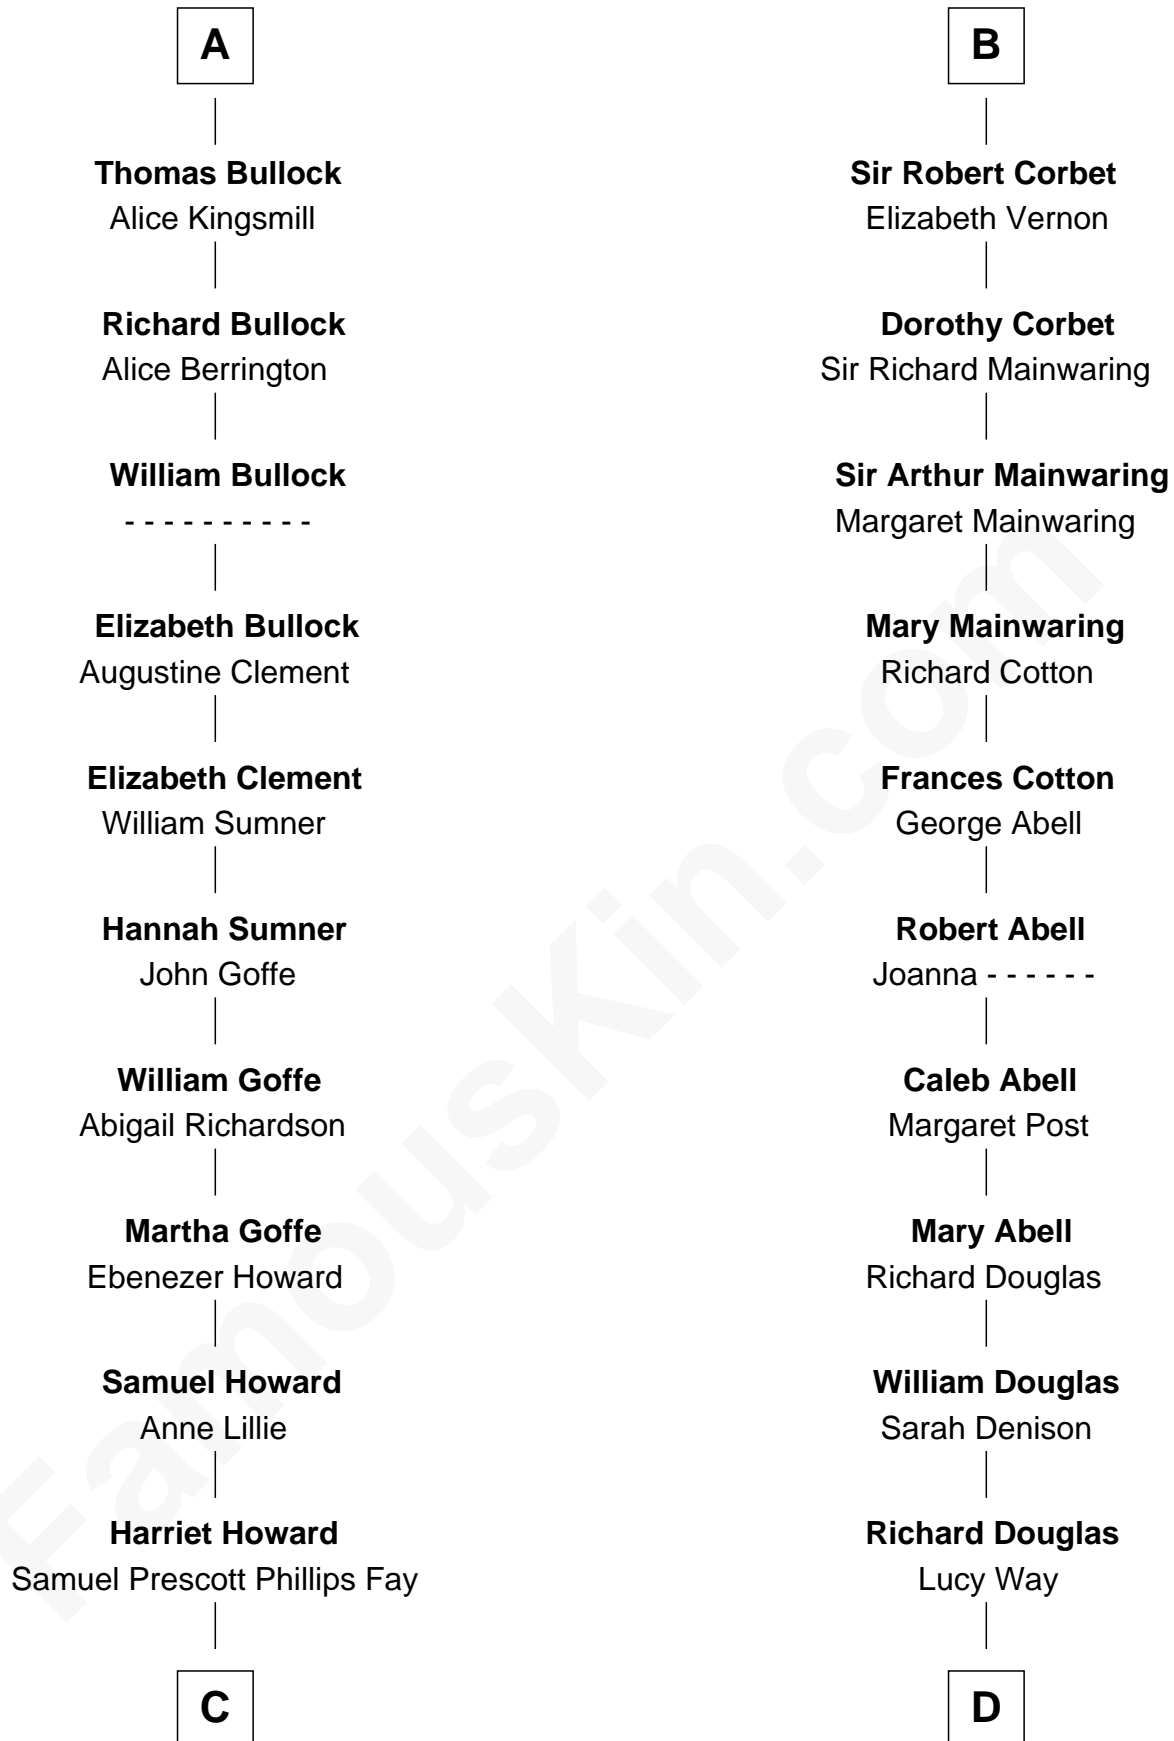 A
Thomas Bullock
Alice Kingsmill
Richard Bullock
Alice Berrington
William Bullock
- - - - - - - - - -
Elizabeth Bullock
Augustine Clement
Elizabeth Clement
William Sumner
Hannah Sumner
John Goffe
William Goffe
Abigail Richardson
Martha Goffe
Ebenezer Howard
Samuel Howard
Anne Lillie
Harriet Howard
Samuel Prescott Phillips Fay
C
B
Sir Robert Corbet
Elizabeth Vernon
Dorothy Corbet
Sir Richard Mainwaring
Sir Arthur Mainwaring
Margaret Mainwaring
Mary Mainwaring
Richard Cotton
Frances Cotton
George Abell
Robert Abell
Joanna - - - - - -
Caleb Abell
Margaret Post
Mary Abell
Richard Douglas
William Douglas
Sarah Denison
Richard Douglas
Lucy Way
D
FamousKin.com